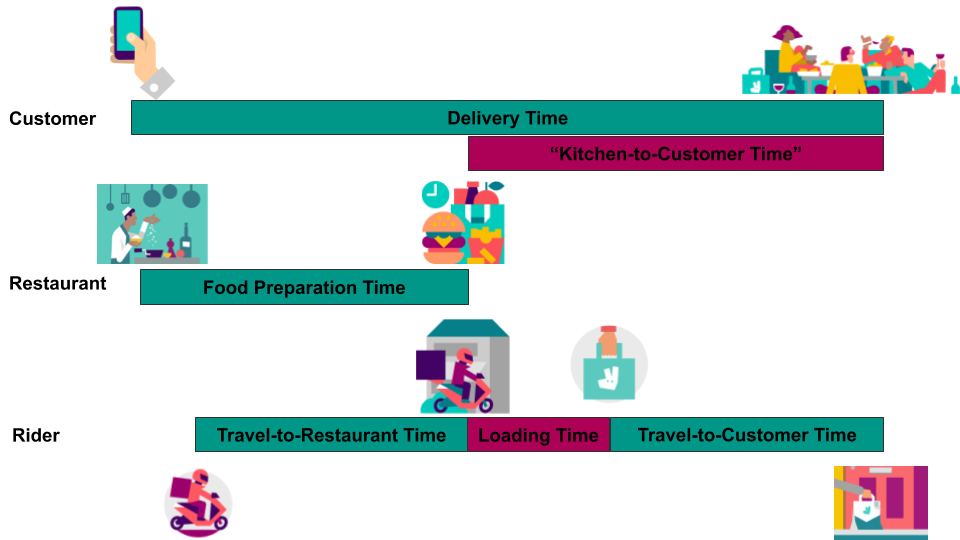 Customer
Delivery Time
“Kitchen-to-Customer Time”
Restaurant
Food Preparation Time
Rider
Travel-to-Restaurant Time
Loading Time
Travel-to-Customer Time